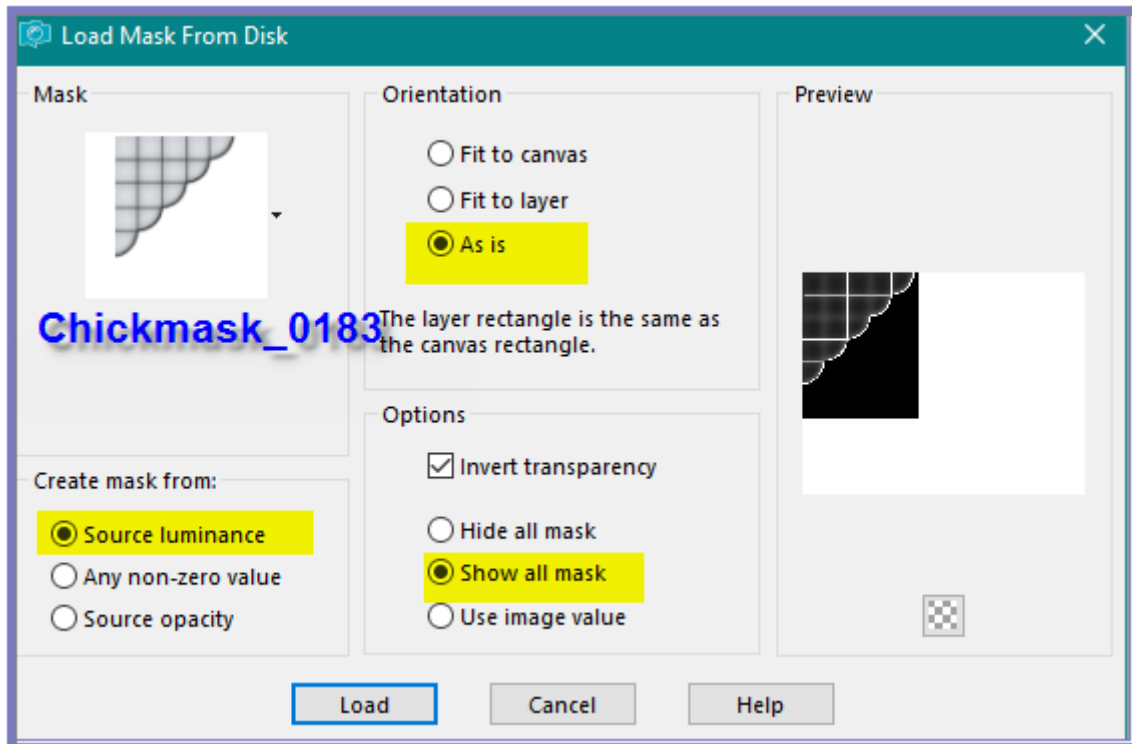 Load Mask From Disk
Mask
Chickmask_0183
Create mask from:
Source luminance
Any non-zero value
Source opacity
Orientation
Fit to canvas
Fit to layer
As is
The layer rectangle is the same as
the canvas rectangle.
Options
Invert transparency
Hide all mask
Show all mask
Use image value
Preview
Load
Cancel
Help